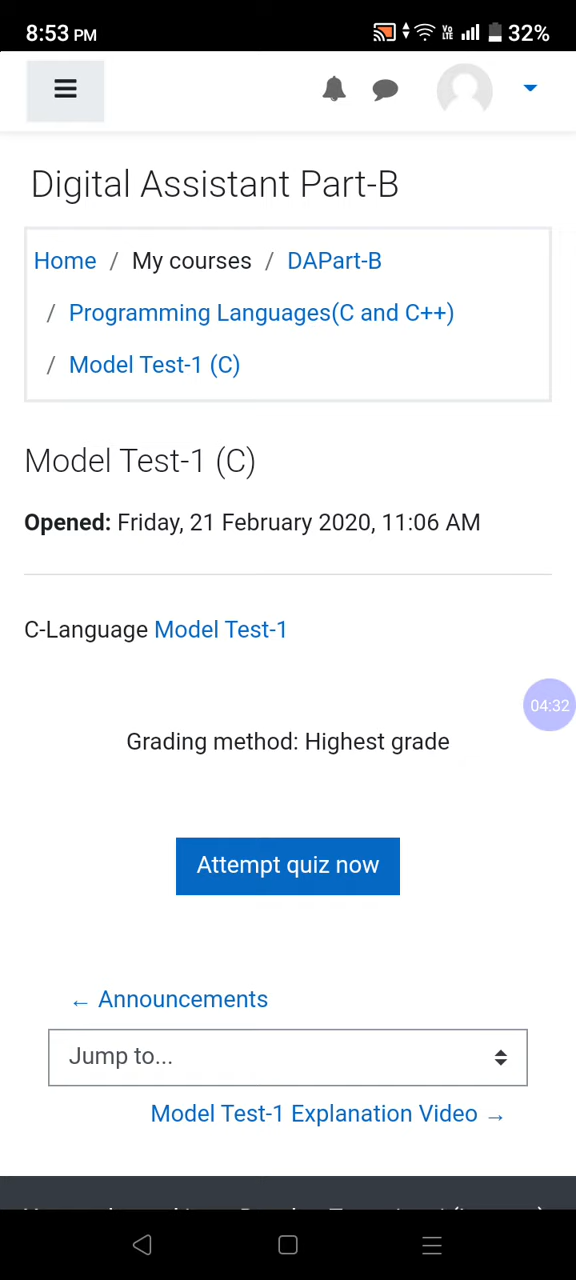 8:53 PM Vo LTE 32%
Digital Assistant Part-B
Home / My courses / DAPart-B
/ Programming Languages(C and C++)
/ Model Test-1 (C)
Model Test-1 (C)
Opened: Friday, 21 February 2020, 11:06 AM
C-Language Model Test-1
04:32
Grading method: Highest grade
Attempt quiz now
← Announcements
Jump to...
Model Test-1 Explanation Video →